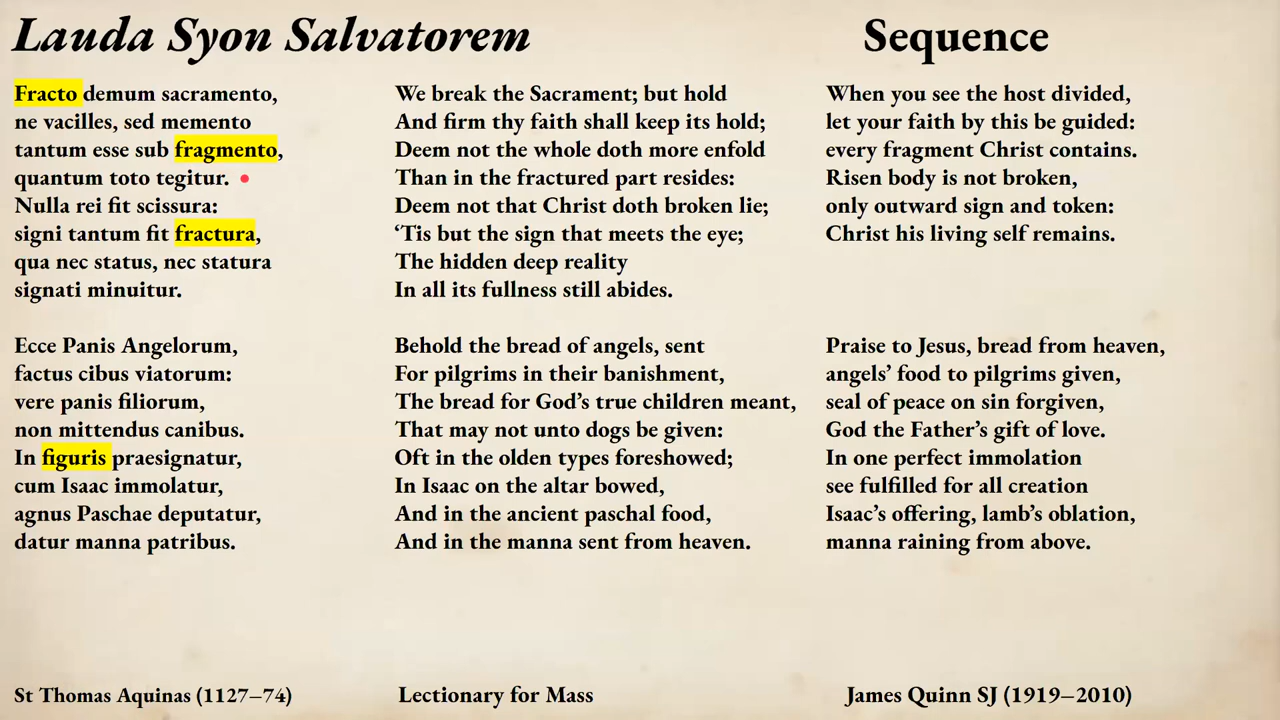 Lauda Syon Salvatorem
Sequence
Fracto demum sacramento,
ne vacilles, sed memento
tantum esse sub fragmento,
quantum toto tegitur.
Nulla rei fit scissura:
signi tantum fit fractura,
qua nec status, nec statura
signati minuitur.
Ecce Panis Angelorum,
factus cibus viatorum:
vere panis filiorum,
non mittendus canibus.
In figuris praesignatur,
cum Isaac immolatur,
agnus Paschae deputatur,
datur manna patribus.
St Thomas Aquinas (1127–74)
We break the Sacrament; but hold
And firm thy faith shall keep its hold;
Deem not the whole doth more enfold
Than in the fractured part resides:
Deem not that Christ doth broken lie;
‘Tis but the sign that meets the eye;
The hidden deep reality
In all its fullness still abides.
Behold the bread of angels, sent
For pilgrims in their banishment,
The bread for God’s true children meant,
That may not unto dogs be given:
Oft in the olden types foreshowed;
In Isaac on the altar bowed,
And in the ancient paschal food,
And in the manna sent from heaven.
Lectionary for Mass
When you see the host divided,
let your faith by this be guided:
every fragment Christ contains.
Risen body is not broken,
only outward sign and token:
Christ his living self remains.
Praise to Jesus, bread from heaven,
angels’ food to pilgrims given,
seal of peace on sin forgiven,
God the Father’s gift of love.
In one perfect immolation
see fulfilled for all creation
Isaac’s offering, lamb’s oblation,
manna raining from above.
James Quinn SJ (1919–2010)